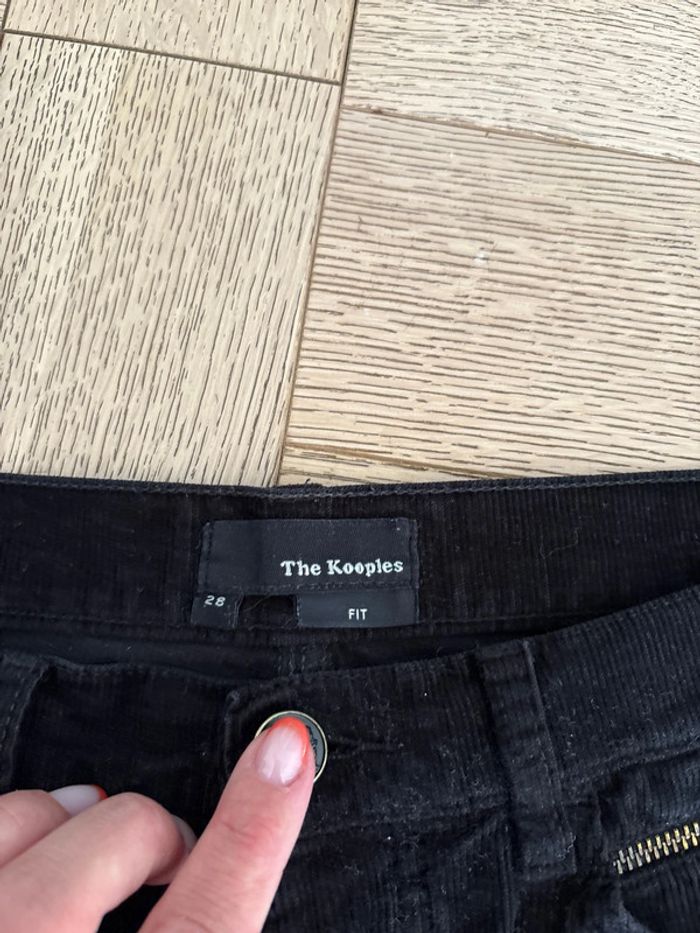 The Kooples
28
FIT